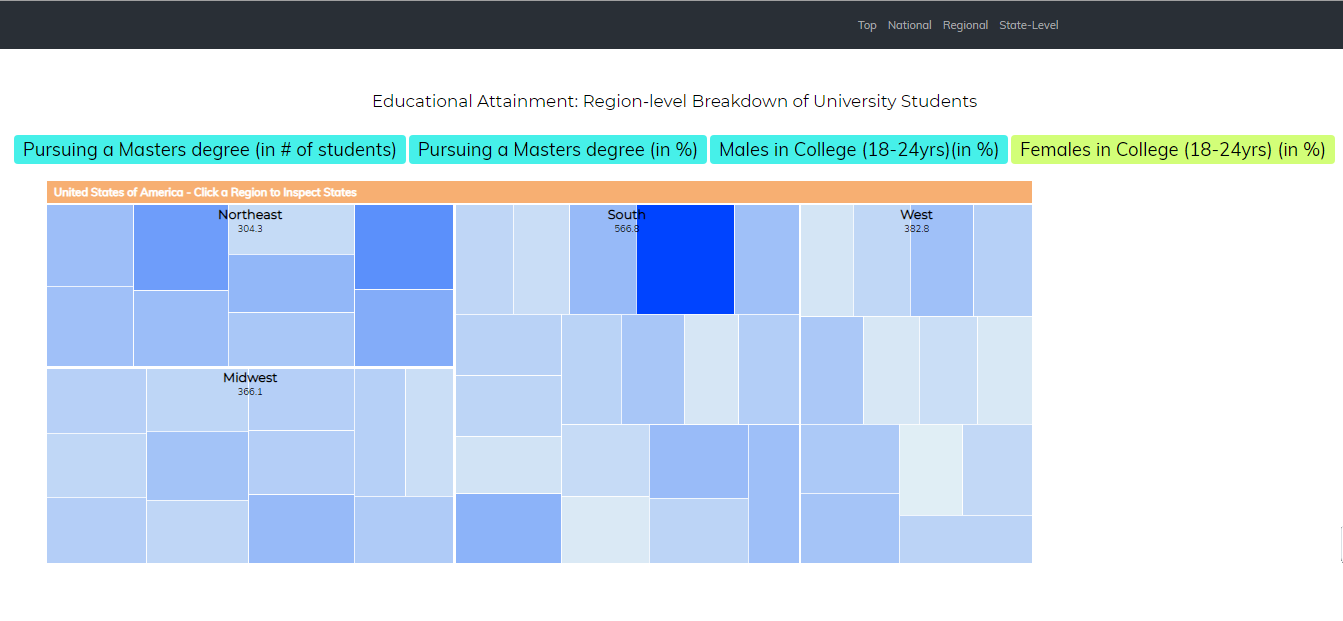 Top National Regional State-Level
Educational Attainment: Region-level Breakdown of University Students
Pursuing a Masters degree (in # of students) Pursuing a Masters degree (in %) Males in College (18-24yrs)(in %) Females in College (18-24yrs) (in %)
United States of America - Click a Region to Inspect States
Northeast
304.3
South
566.8
West
382.8
Midwest
366.1